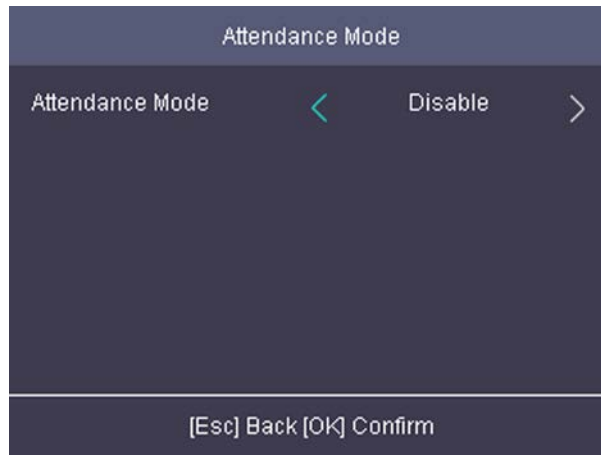 Attendance Mode
Attendance Mode < Disable >
[Esc] Back [OK] Confirm